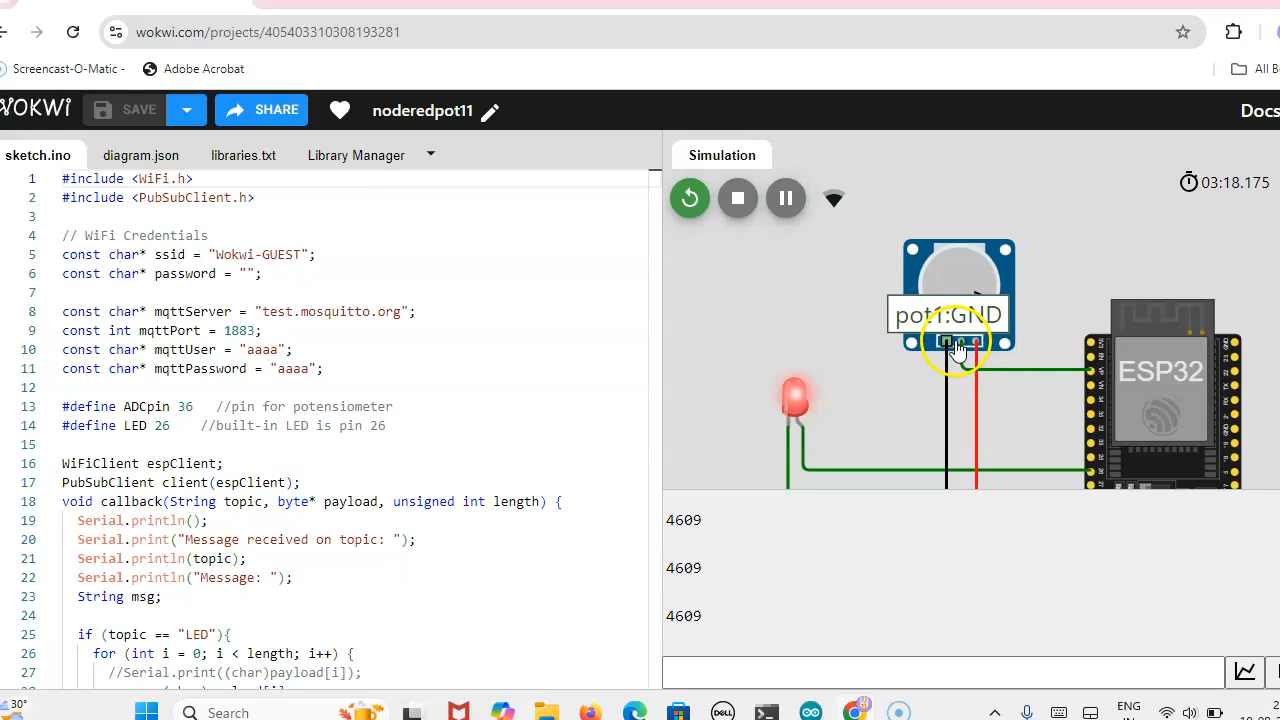 wokwi.com/projects/405403310308193281
Screencast-O-Matic -
Adobe Acrobat
All B
WOKWI
SAVE
SHARE
noderedpot11
Docs
sketch.ino
diagram.json
libraries.txt
Library Manager
Simulation
03:18.175
1 #include <WiFi.h>
2 #include <PubSubClient.h>
3
4 // WiFi Credentials
5 const char* ssid = "Wokwi-GUEST";
6 const char* password = "";
7
8 const char* mqttServer = "test.mosquitto.org";
9 const int mqttPort = 1883;
10 const char* mqttUser = "aaaa";
11 const char* mqttPassword = "aaaa";
12
13 #define ADCpin 36 //pin for potensiometer
14 #define LED 26 //built-in LED is pin 26
15
16 WiFiClient espClient;
17 PubSubClient client(espClient);
18 void callback(String topic, byte* payload, unsigned int length) {
19 Serial.println();
20 Serial.print("Message received on topic: ");
21 Serial.println(topic);
22 Serial.println("Message: ");
23 String msg;
24
25 if (topic == "LED"){
26 for (int i = 0; i < length; i++) {
27 //Serial.print((char)payload[i]);
pot1:GND
ESP32
4609
4609
4609
30°
Search
DELL
ENG